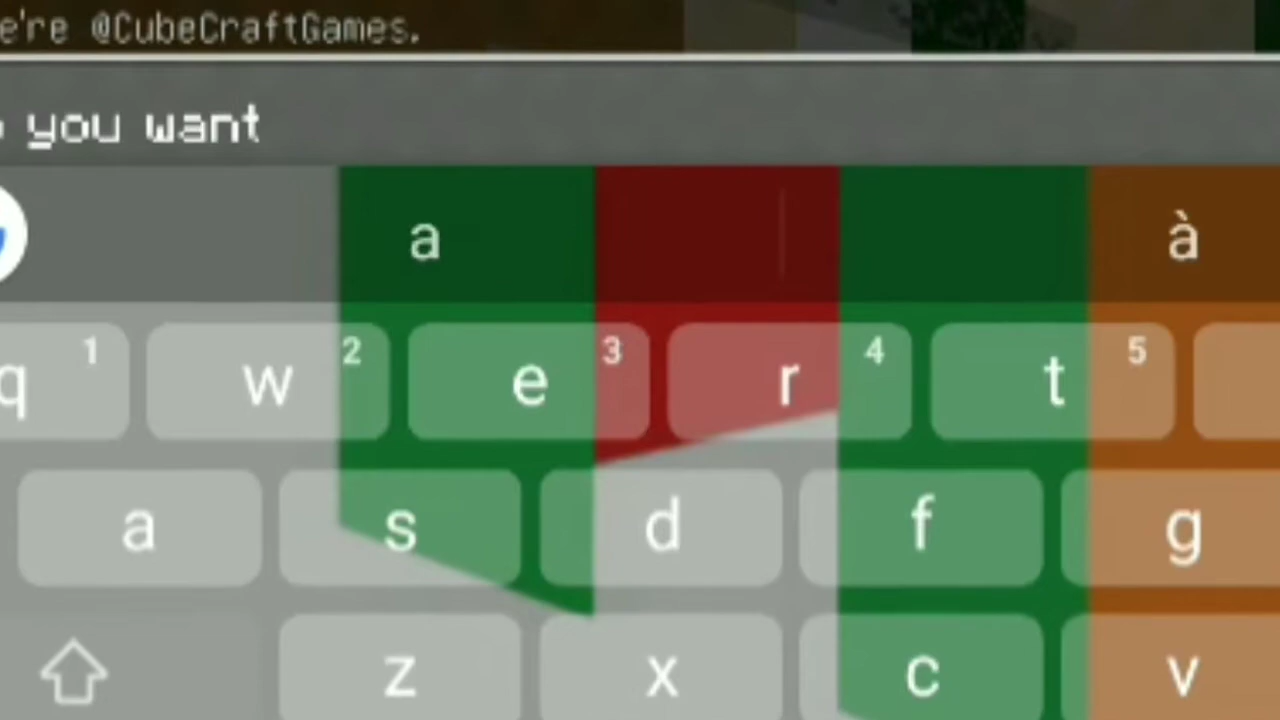 e're @CubeCraftGames.
you want
a à
q 1 w 2 e 3 r 4 t 5
a s d f g
z x c v